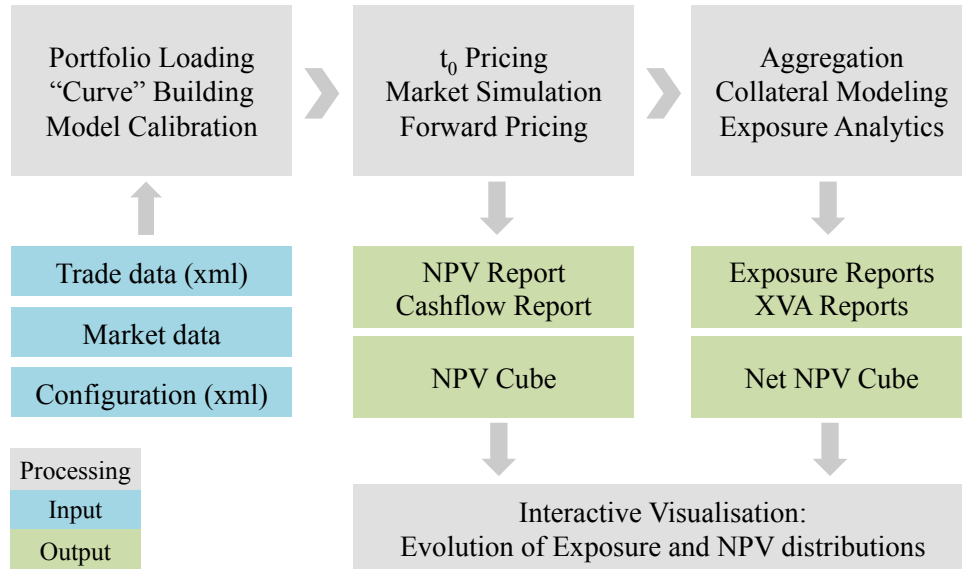 Portfolio Loading
“Curve” Building
Model Calibration
t₀ Pricing
Market Simulation
Forward Pricing
Aggregation
Collateral Modeling
Exposure Analytics
Trade data (xml)
Market data
Configuration (xml)
NPV Report
Cashflow Report
NPV Cube
Exposure Reports
XVA Reports
Net NPV Cube
Processing
Input
Output
Interactive Visualisation:
Evolution of Exposure and NPV distributions